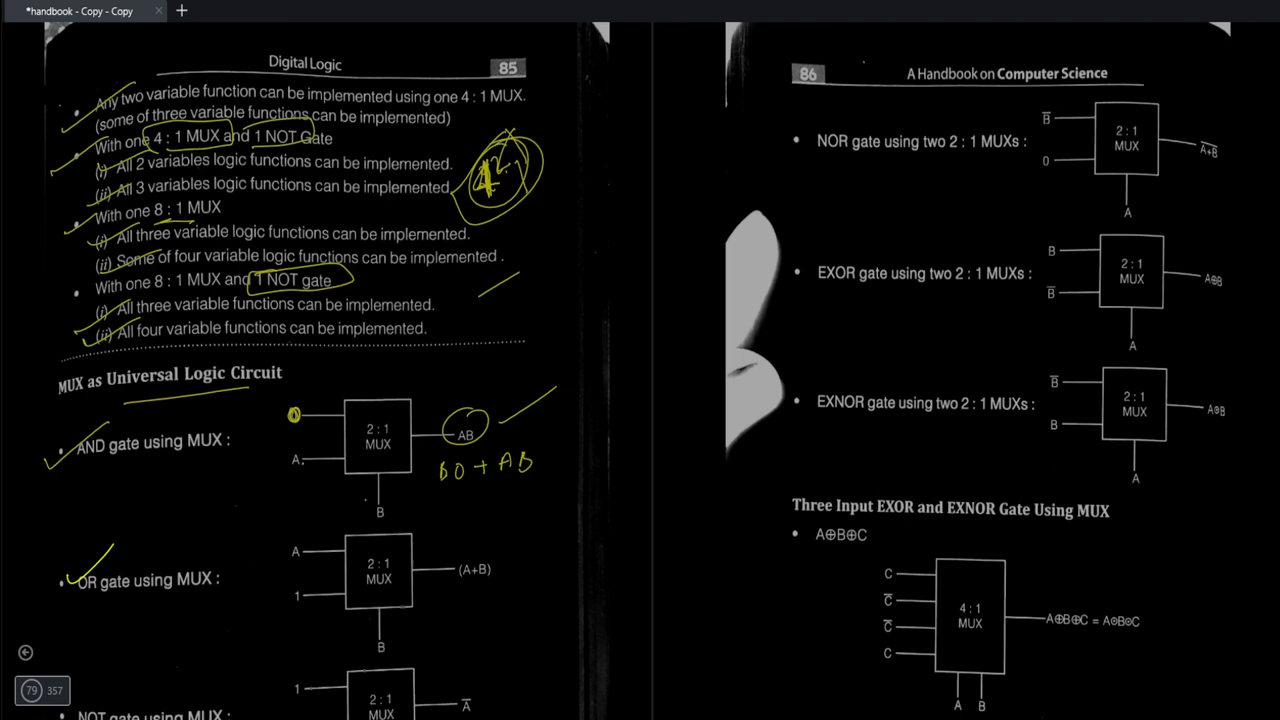 *handbook - Copy - Copy
Digital Logic 85
Any two variable function can be implemented using one 4 : 1 MUX.
(some of three variable functions can be implemented)
With one 4 : 1 MUX and 1 NOT Gate
(i) All 2 variables logic functions can be implemented.
(ii) All 3 variables logic functions can be implemented
With one 8 : 1 MUX
(i) All three variable logic functions can be implemented.
(ii) Some of four variable logic functions can be implemented .
With one 8 : 1 MUX and 1 NOT gate
(i) All three variable functions can be implemented.
(ii) All four variable functions can be implemented.
MUX as Universal Logic Circuit
AND gate using MUX :
2 : 1
MUX
A
AB
B
B0 + AB
OR gate using MUX :
A
1
2 : 1
MUX
(A+B)
B
NOT gate using MUX :
1
2 : 1
MUX
A̅
79 357
86 A Handbook on Computer Science
NOR gate using two 2 : 1 MUXs :
B̅
0
2 : 1
MUX
A̅+̅B̅
A
EXOR gate using two 2 : 1 MUXs :
B
B̅
2 : 1
MUX
A⊕B
A
EXNOR gate using two 2 : 1 MUXs :
B̅
B
2 : 1
MUX
A⊙B
A
Three Input EXOR and EXNOR Gate Using MUX
A⊕B⊕C
C
C̅
C̅
C
4 : 1
MUX
A⊕B⊕C = A⊙B⊙C
A B